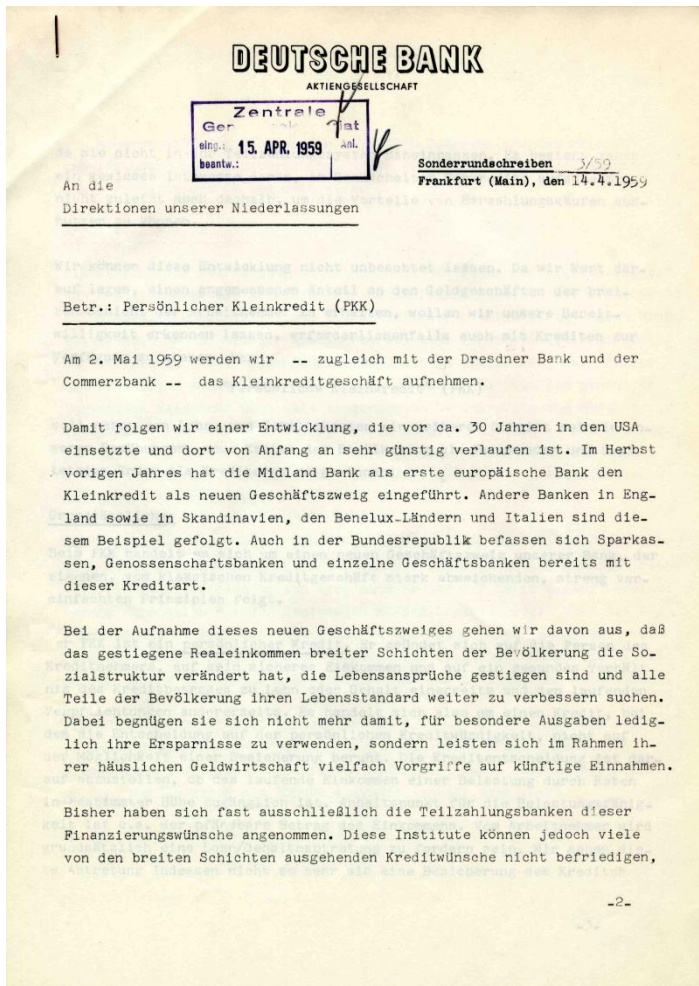 DEUTSCHE BANK
AKTIENGESELLSCHAFT
Zentrale
eing.: 15. APR. 1959 Anl.
beantw.:
Sonderrundschreiben 3/59
Frankfurt (Main), den 14.4.1959
An die
Direktionen unserer Niederlassungen
Betr.: Persönlicher Kleinkredit (PKK)
Am 2. Mai 1959 werden wir -- zugleich mit der Dresdner Bank und der
Commerzbank -- das Kleinkreditgeschäft aufnehmen.
Damit folgen wir einer Entwicklung, die vor ca. 30 Jahren in den USA
einsetzte und dort von Anfang an sehr günstig verlaufen ist. Im Herbst
vorigen Jahres hat die Midland Bank als erste europäische Bank den
Kleinkredit als neuen Geschäftszweig eingeführt. Andere Banken in Eng-
land sowie in Skandinavien, den Benelux-Ländern und Italien sind die-
sem Beispiel gefolgt. Auch in der Bundesrepublik befassen sich Sparkas-
sen, Genossenschaftsbanken und einzelne Geschäftsbanken bereits mit
dieser Kreditart.
Bei der Aufnahme dieses neuen Geschäftszweiges gehen wir davon aus, daß
das gestiegene Realeinkommen breiter Schichten der Bevölkerung die So-
zialstruktur verändert hat, die Lebensansprüche gestiegen sind und alle
Teile der Bevölkerung ihren Lebensstandard weiter zu verbessern suchen.
Dabei begnügen sie sich nicht mehr damit, für besondere Ausgaben ledig-
lich ihre Ersparnisse zu verwenden, sondern leisten sich im Rahmen ih-
rer häuslichen Geldwirtschaft vielfach Vorgriffe auf künftige Einnahmen.
Bisher haben sich fast ausschließlich die Teilzahlungsbanken dieser
Finanzierungswünsche angenommen. Diese Institute können jedoch viele
von den breiten Schichten ausgehenden Kreditwünsche nicht befriedigen,
-2-